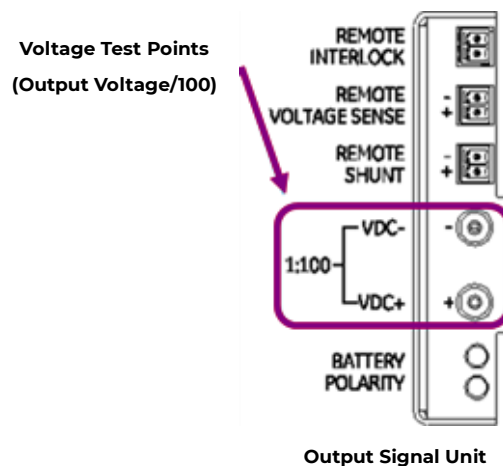 Voltage Test Points
(Output Voltage/100)
REMOTE
INTERLOCK
REMOTE
VOLTAGE SENSE
-
+
REMOTE
SHUNT
-
+
VDC-
-
1:100
VDC+
+
BATTERY
POLARITY
Output Signal Unit